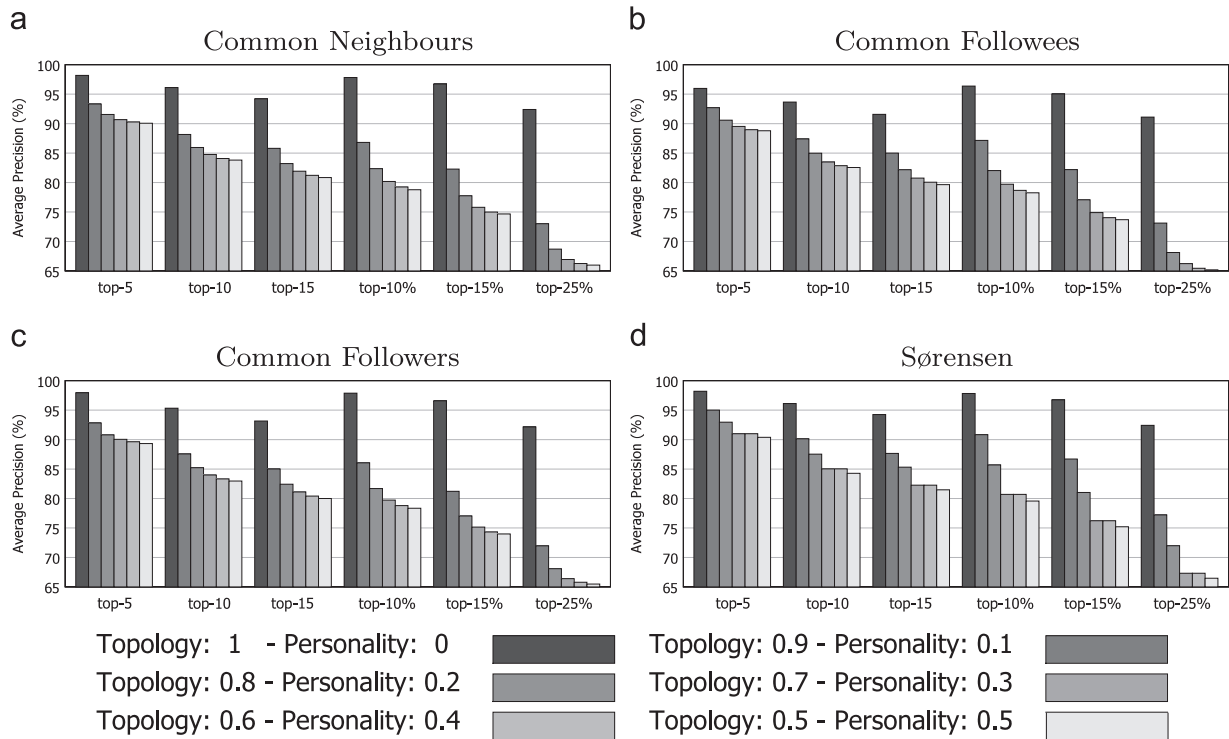 a
Common Neighbours
Average Precision (%)
100
95
90
85
80
75
70
65
top-5 top-10 top-15 top-10% top-15% top-25%
b
Common Followees
Average Precision (%)
100
95
90
85
80
75
70
65
top-5 top-10 top-15 top-10% top-15% top-25%
c
Common Followers
Average Precision (%)
100
95
90
85
80
75
70
65
top-5 top-10 top-15 top-10% top-15% top-25%
d
Sørensen
Average Precision (%)
100
95
90
85
80
75
70
65
top-5 top-10 top-15 top-10% top-15% top-25%
Topology: 1 - Personality: 0
Topology: 0.9 - Personality: 0.1
Topology: 0.8 - Personality: 0.2
Topology: 0.7 - Personality: 0.3
Topology: 0.6 - Personality: 0.4
Topology: 0.5 - Personality: 0.5